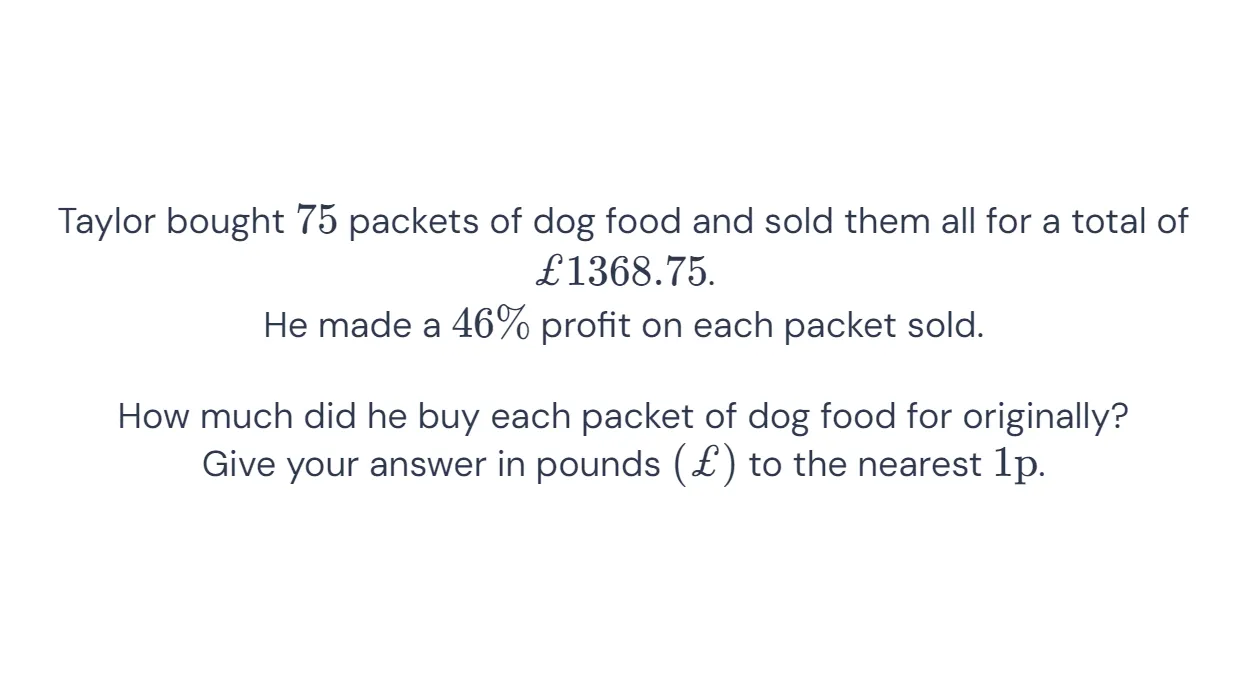 Taylor bought 75 packets of dog food and sold them all for a total of
£1368.75.
He made a 46% profit on each packet sold.
How much did he buy each packet of dog food for originally?
Give your answer in pounds (£) to the nearest 1p.